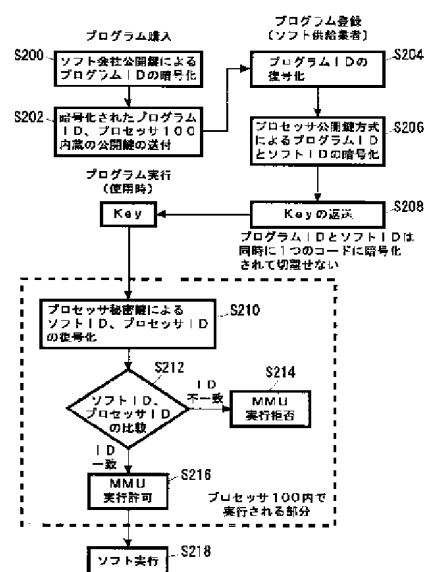 プログラム購入
S200
ソフト会社公開鍵による
プログラムIDの暗号化
S202
暗号化されたプログラム
ID、プロセッサ100
内蔵の公開鍵の送付
プログラム登録
(ソフト供給業者)
S204
プログラムIDの
復号化
S206
プロセッサ公開鍵方式
によるプログラムID
とソフトIDの暗号化
S208
Keyの返送
プログラムIDとソフトIDは
同時に1つのコードに暗号化
されて切離せない
プログラム実行
(使用時)
Key
S210
プロセッサ秘密鍵による
ソフトID、プロセッサID
の復号化
S212
ソフトID、
プロセッサID
の比較
ID
不一致
S214
MMU
実行拒否
ID
一致
S216
MMU
実行許可
プロセッサ100内で
実行される部分
S218
ソフト実行